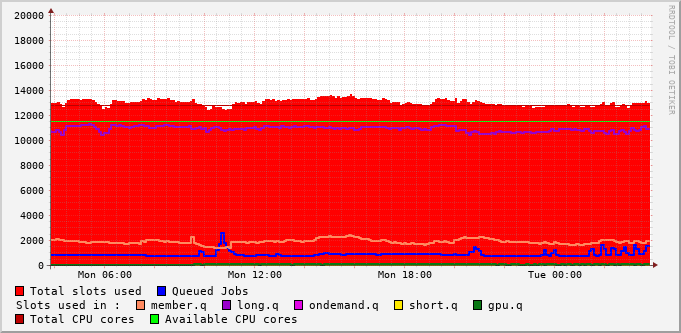 20000
18000
16000
14000
12000
10000
8000
6000
4000
2000
0
Mon 06:00 Mon 12:00 Mon 18:00 Tue 00:00
Total slots used Queued Jobs
Slots used in : member.q long.q ondemand.q short.q gpu.q
Total CPU cores Available CPU cores
RRDTOOL / TOBI OETIKER